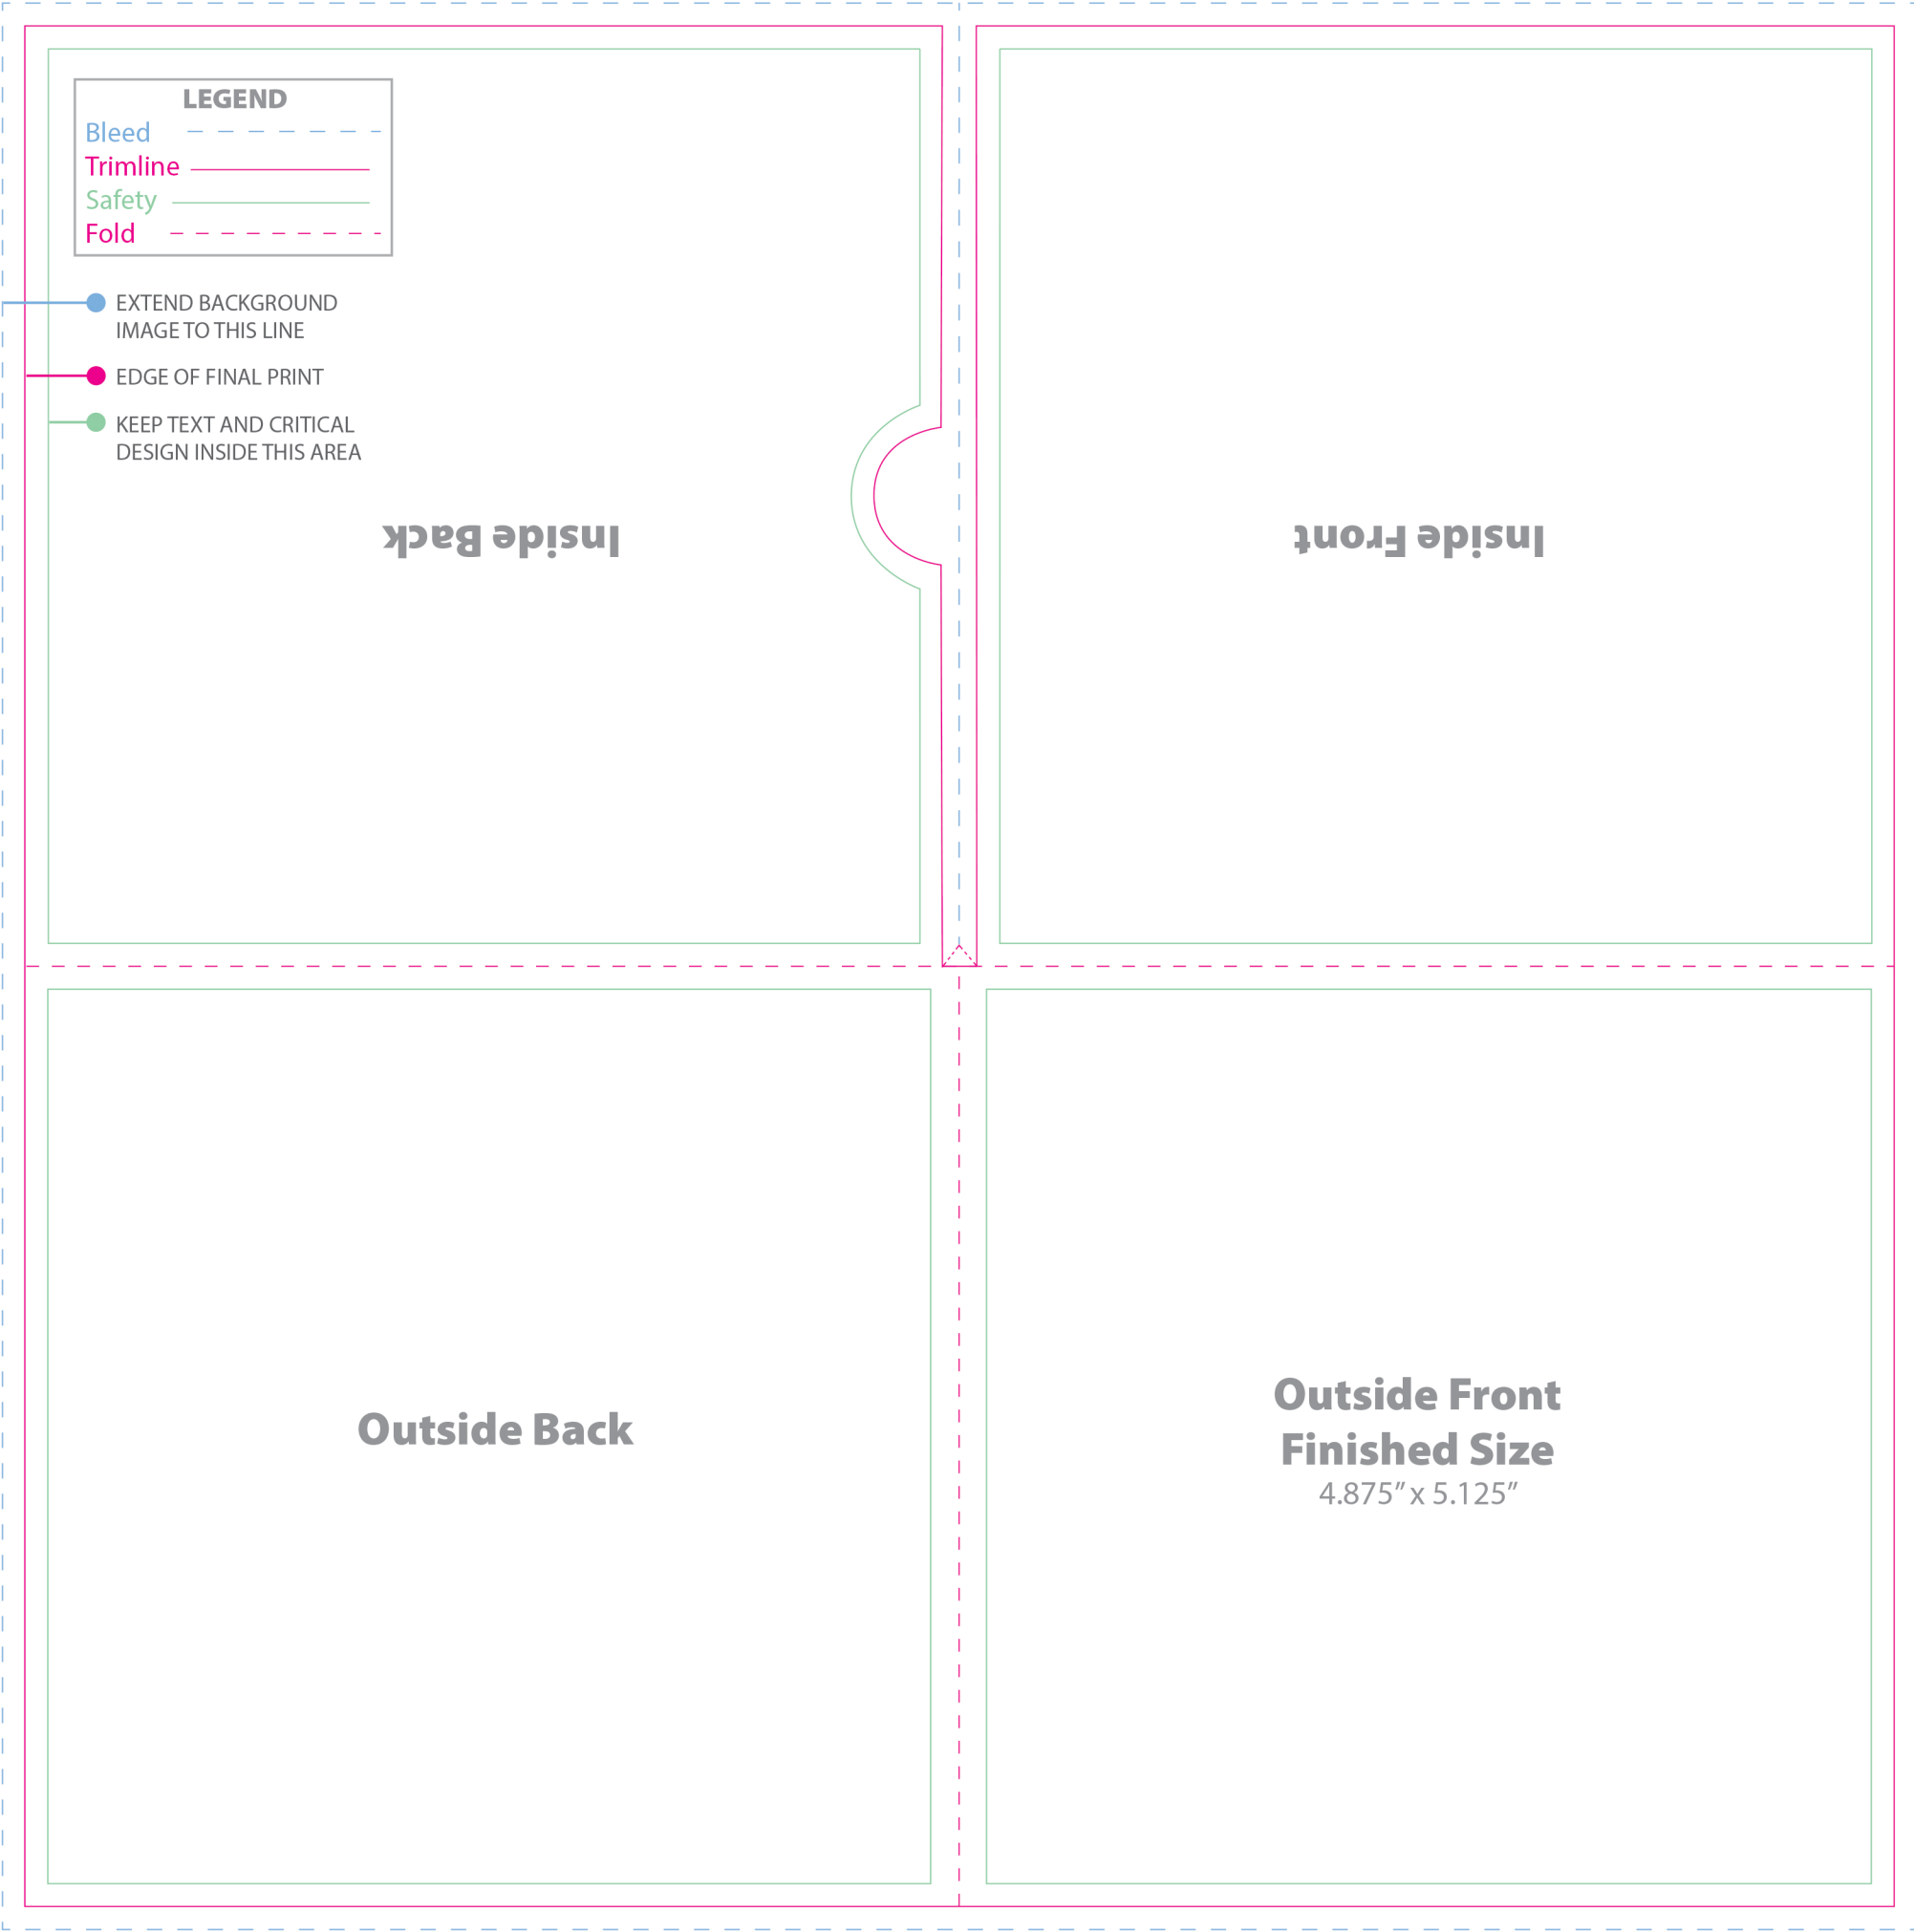 LEGEND
Bleed
Trimline
Safety
Fold
EXTEND BACKGROUND
IMAGE TO THIS LINE
EDGE OF FINAL PRINT
KEEP TEXT AND CRITICAL
DESIGN INSIDE THIS AREA
Inside Back
Inside Front
Outside Back
Outside Front
Finished Size
4.875” x 5.125”